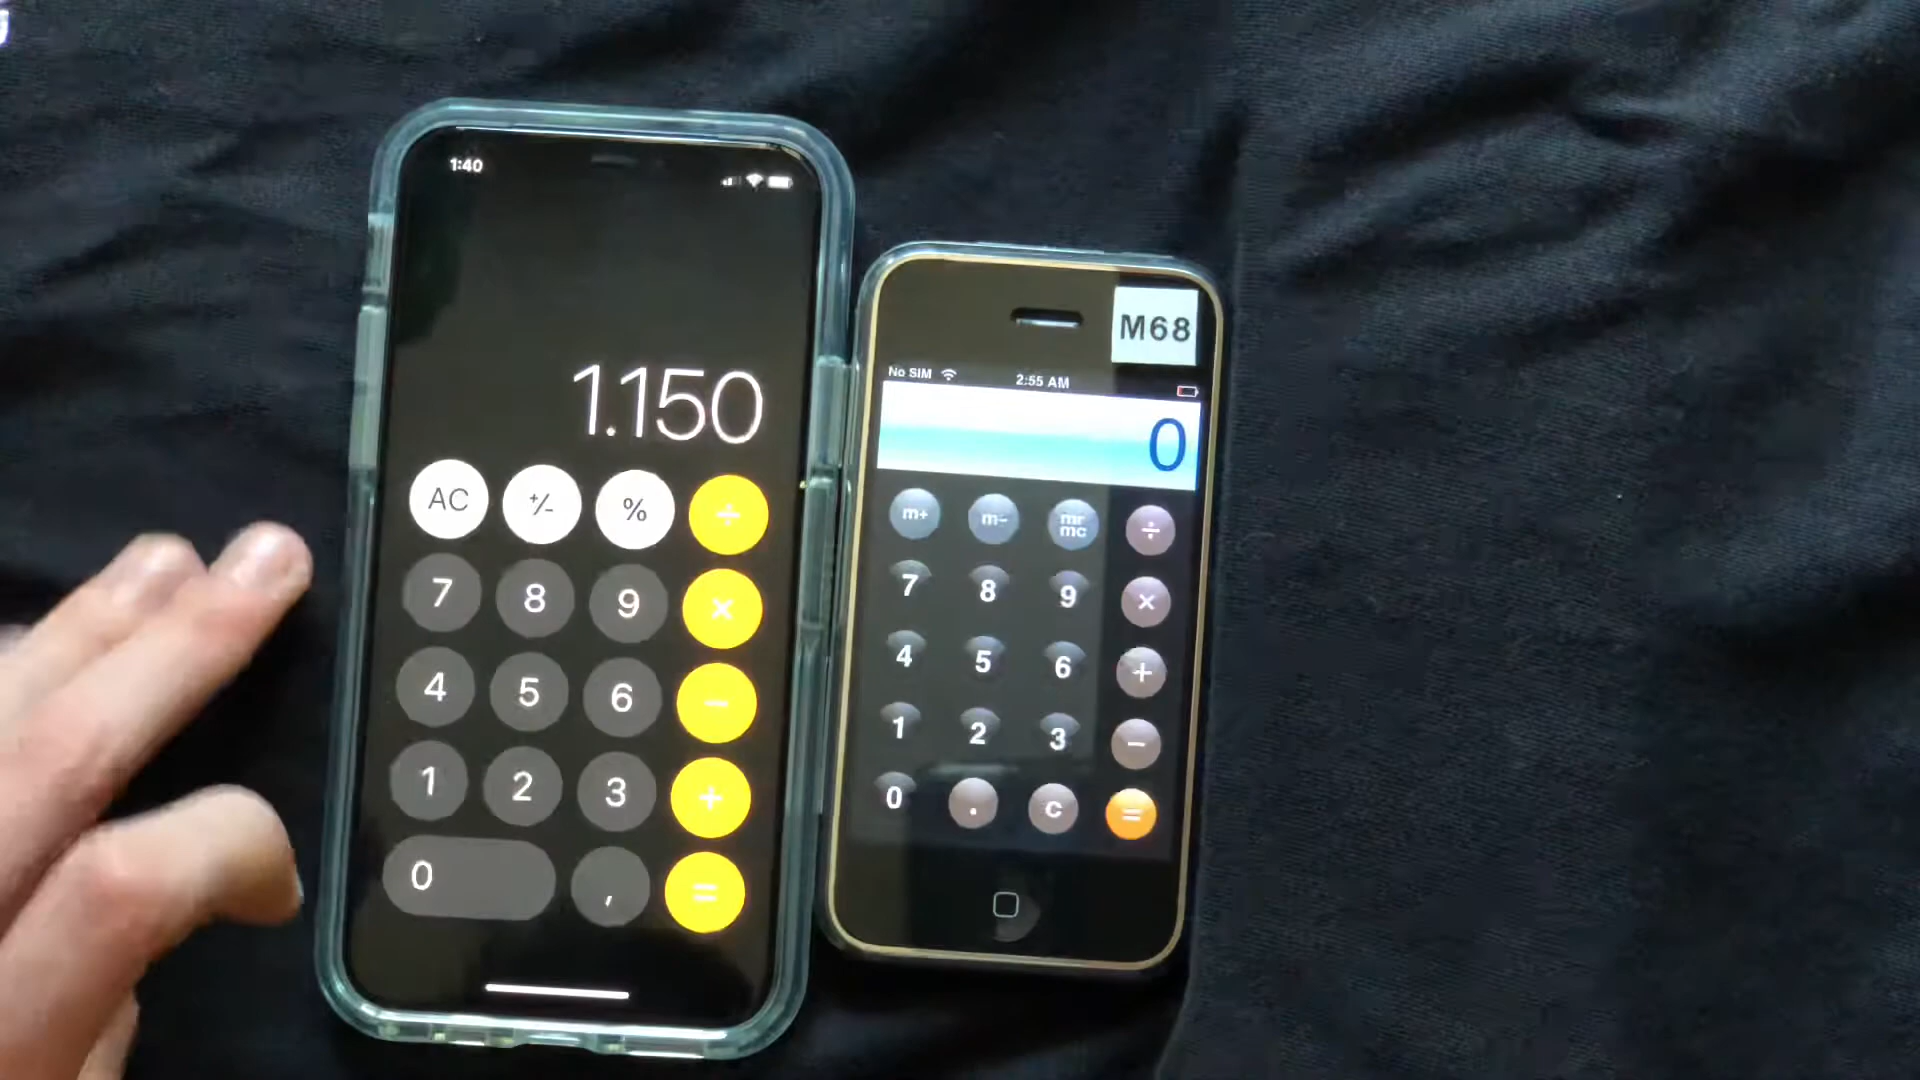 1:40
1.150
AC +/- %  ÷
7 8 9 ×
4 5 6 −
1 2 3 +
0 , =
M68
No SIM 2:55 AM
0
m+ m- mr mc ÷
7 8 9 ×
4 5 6 +
1 2 3 −
0 . c =